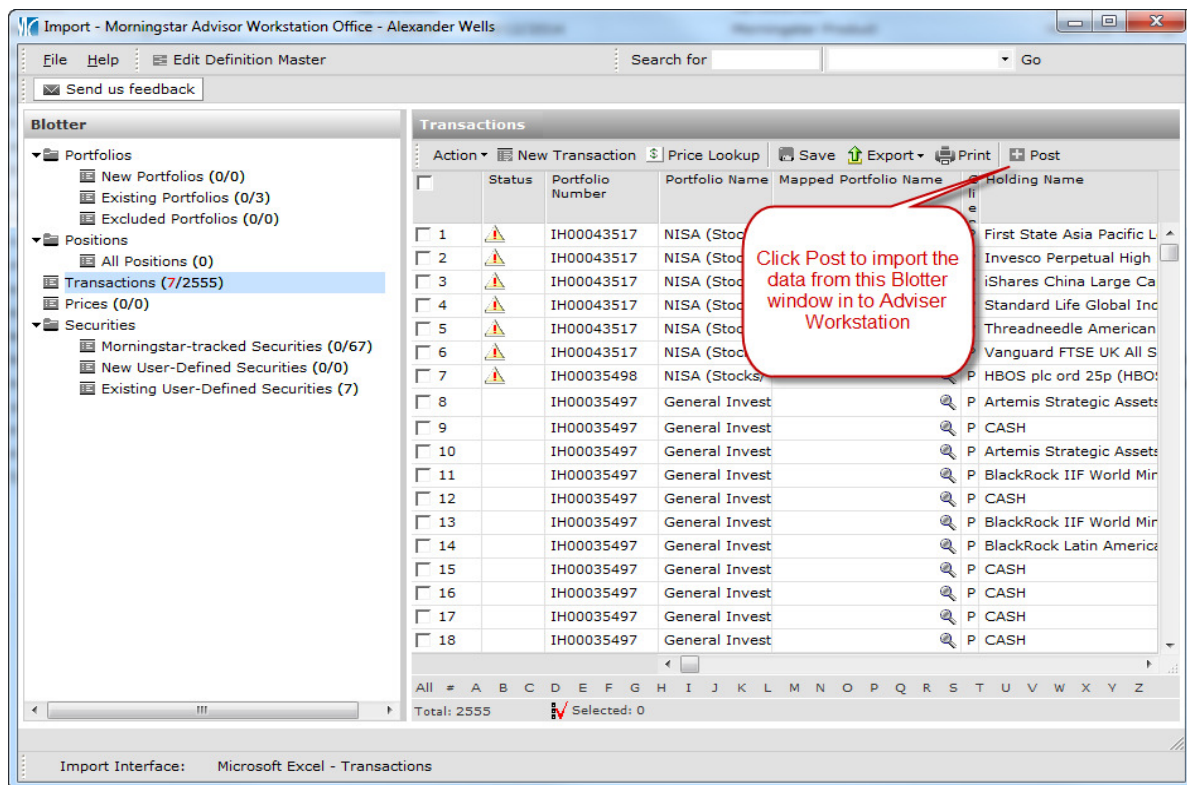 Import - Morningstar Advisor Workstation Office - Alexander Wells
File Help Edit Definition Master Search for Go
Send us feedback
Blotter
Portfolios
New Portfolios (0/0)
Existing Portfolios (0/3)
Excluded Portfolios (0/0)
Positions
All Positions (0)
Transactions (7/2555)
Prices (0/0)
Securities
Morningstar-tracked Securities (0/67)
New User-Defined Securities (0/0)
Existing User-Defined Securities (7)
Transactions
Action New Transaction $ Price Lookup Save Export Print Post
Status Portfolio Number Portfolio Name Mapped Portfolio Name Holding Name
Click Post to import the
data from this Blotter
window in to Adviser
Workstation
1 IH00043517 NISA (Stoc First State Asia Pacific L
2 IH00043517 NISA (Stoc Invesco Perpetual High
3 IH00043517 NISA (Stoc iShares China Large Ca
4 IH00043517 NISA (Stoc Standard Life Global Ind
5 IH00043517 NISA (Stoc Threadneedle American
6 IH00043517 NISA (Stoc Vanguard FTSE UK All S
7 IH00035498 NISA (Stocks/ P HBOS plc ord 25p (HBO
8 IH00035497 General Invest P Artemis Strategic Assets
9 IH00035497 General Invest P CASH
10 IH00035497 General Invest P Artemis Strategic Assets
11 IH00035497 General Invest P BlackRock IIF World Min
12 IH00035497 General Invest P CASH
13 IH00035497 General Invest P BlackRock IIF World Min
14 IH00035497 General Invest P BlackRock Latin America
15 IH00035497 General Invest P CASH
16 IH00035497 General Invest P CASH
17 IH00035497 General Invest P CASH
18 IH00035497 General Invest P CASH
All # A B C D E F G H I J K L M N O P Q R S T U V W X Y Z
Total: 2555 Selected: 0
Import Interface: Microsoft Excel - Transactions